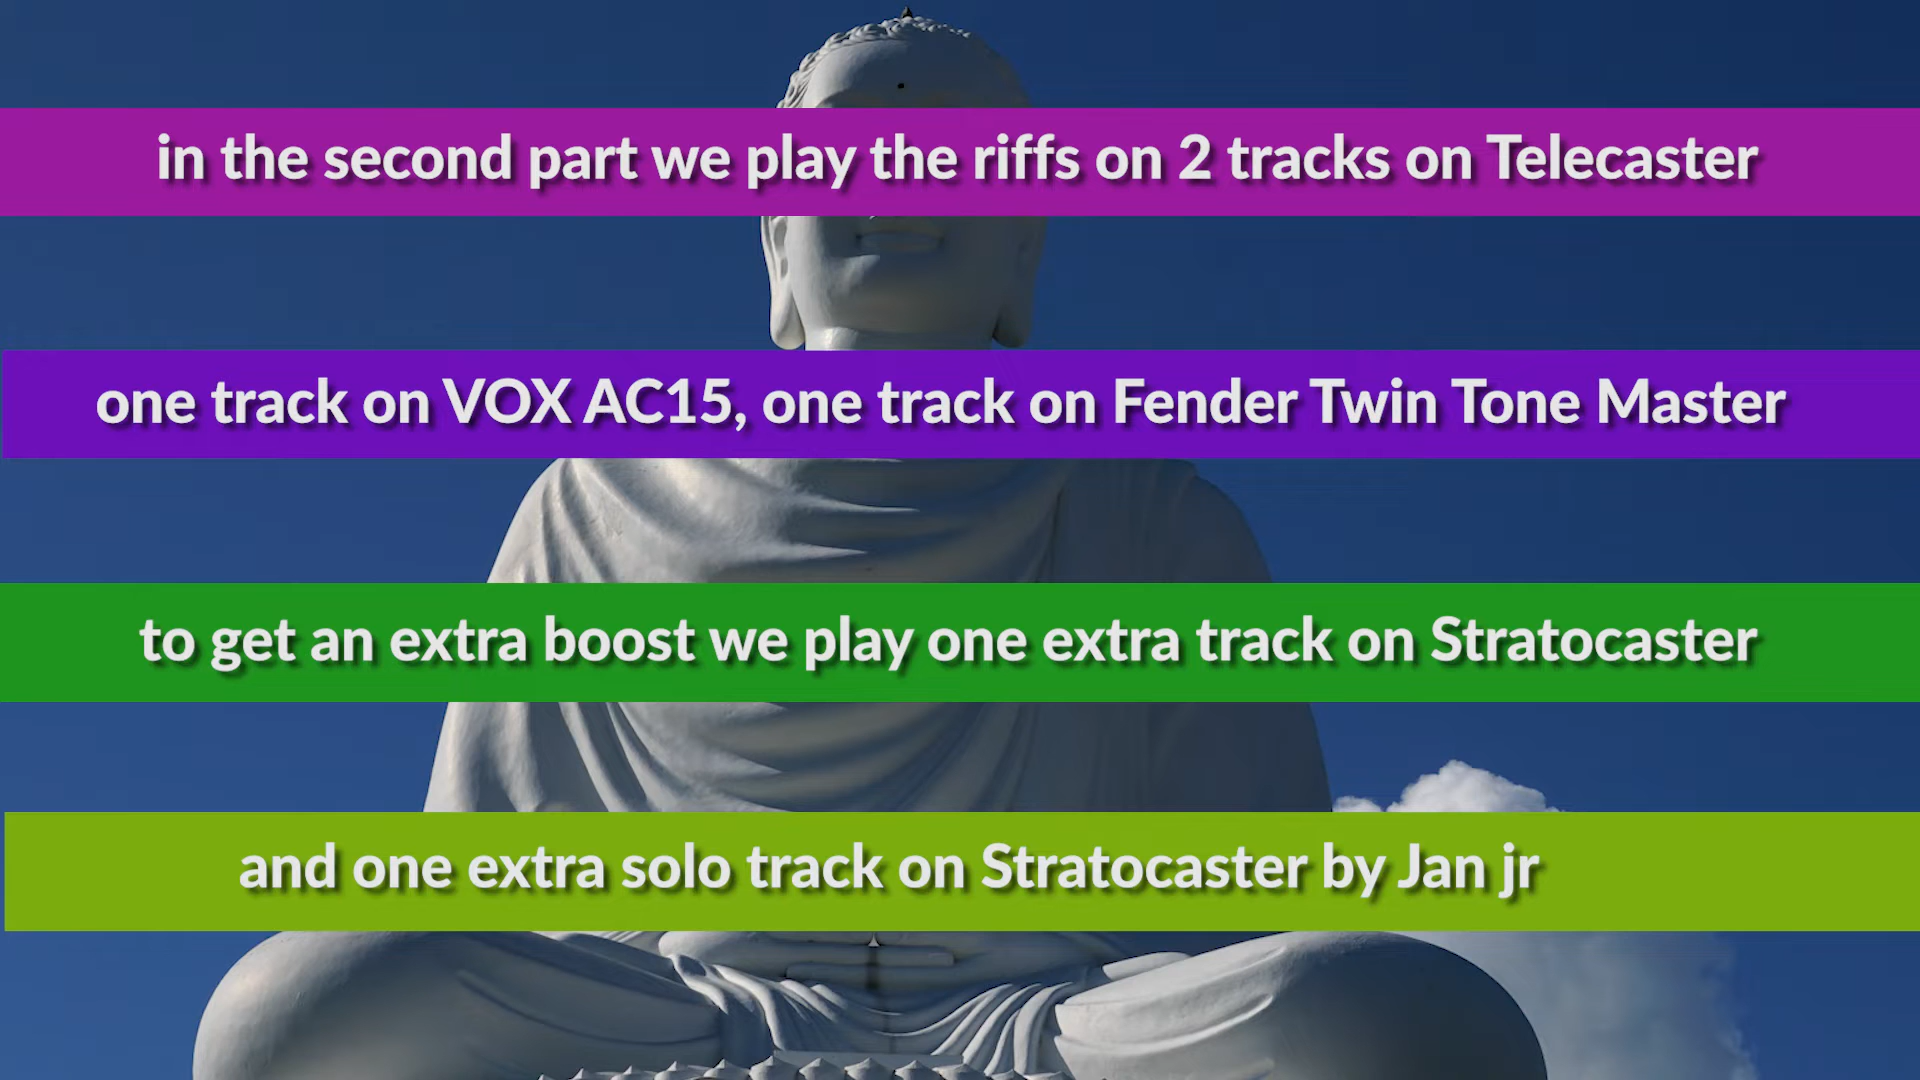 in the second part we play the riffs on 2 tracks on Telecaster
one track on VOX AC15, one track on Fender Twin Tone Master
to get an extra boost we play one extra track on Stratocaster
and one extra solo track on Stratocaster by Jan jr